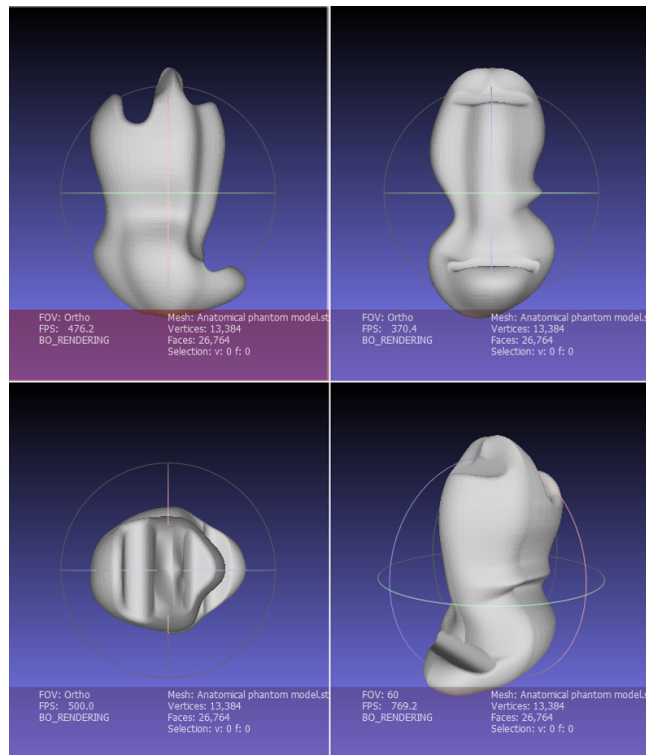 FOV: Ortho
FPS: 476.2
BO_RENDERING
Mesh: Anatomical phantom model.st
Vertices: 13,384
Faces: 26,764
Selection: v: 0 f: 0
FOV: Ortho
FPS: 370.4
BO_RENDERING
Mesh: Anatomical phantom model.st
Vertices: 13,384
Faces: 26,764
Selection: v: 0 f: 0
FOV: Ortho
FPS: 500.0
BO_RENDERING
Mesh: Anatomical phantom model.st
Vertices: 13,384
Faces: 26,764
Selection: v: 0 f: 0
FOV: 60
FPS: 769.2
BO_RENDERING
Mesh: Anatomical phantom model.st
Vertices: 13,384
Faces: 26,764
Selection: v: 0 f: 0